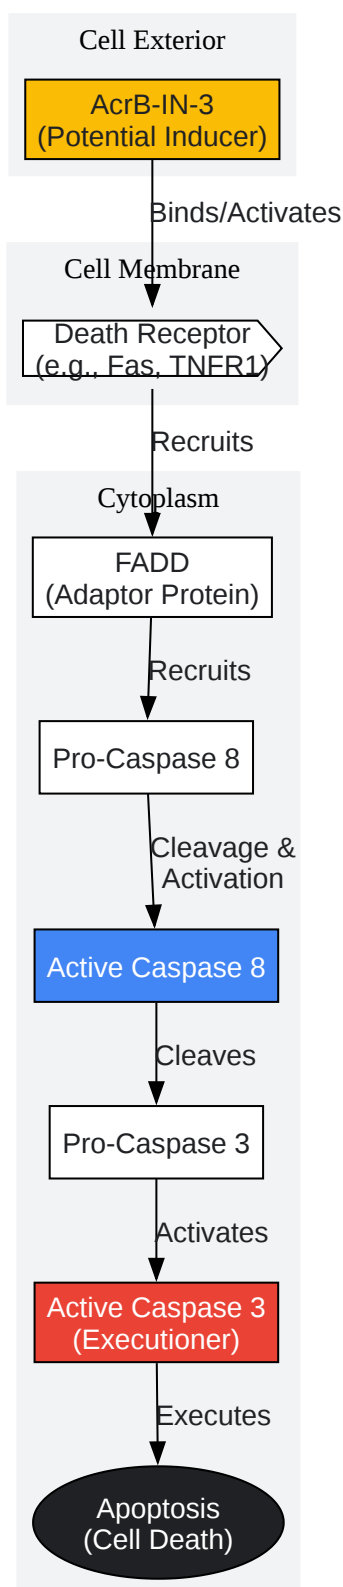 Cell Exterior
AcrB-IN-3
(Potential Inducer)
Binds/Activates
Cell Membrane
Death Receptor
(e.g., Fas, TNFR1)
Recruits
Cytoplasm
FADD
(Adaptor Protein)
Recruits
Pro-Caspase 8
Cleavage &
Activation
Active Caspase 8
Cleaves
Pro-Caspase 3
Activates
Active Caspase 3
(Executioner)
Executes
Apoptosis
(Cell Death)